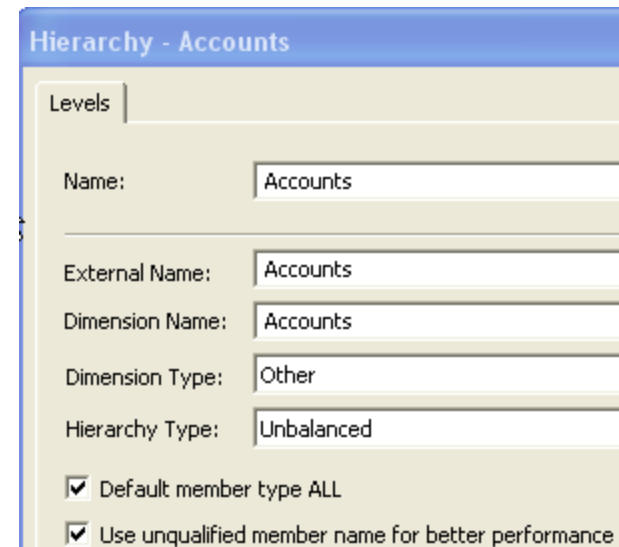 Hierarchy - Accounts
Levels
Name: Accounts
External Name: Accounts
Dimension Name: Accounts
Dimension Type: Other
Hierarchy Type: Unbalanced
Default member type ALL
Use unqualified member name for better performance